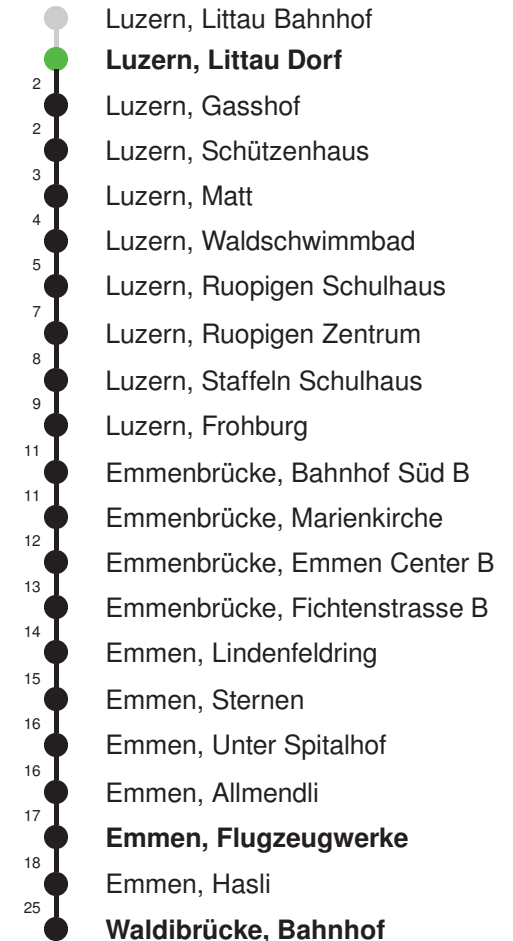 Luzern, Littau Bahnhof
Luzern, Littau Dorf
2
Luzern, Gasshof
2
Luzern, Schützenhaus
3
Luzern, Matt
4
Luzern, Waldschwimmbad
5
Luzern, Ruopigen Schulhaus
7
Luzern, Ruopigen Zentrum
8
Luzern, Staffeln Schulhaus
9
Luzern, Frohburg
11
Emmenbrücke, Bahnhof Süd B
11
Emmenbrücke, Marienkirche
12
Emmenbrücke, Emmen Center B
13
Emmenbrücke, Fichtenstrasse B
14
Emmen, Lindenfeldring
15
Emmen, Sternen
16
Emmen, Unter Spitalhof
16
Emmen, Allmendli
17
Emmen, Flugzeugwerke
18
Emmen, Hasli
25
Waldibrücke, Bahnhof